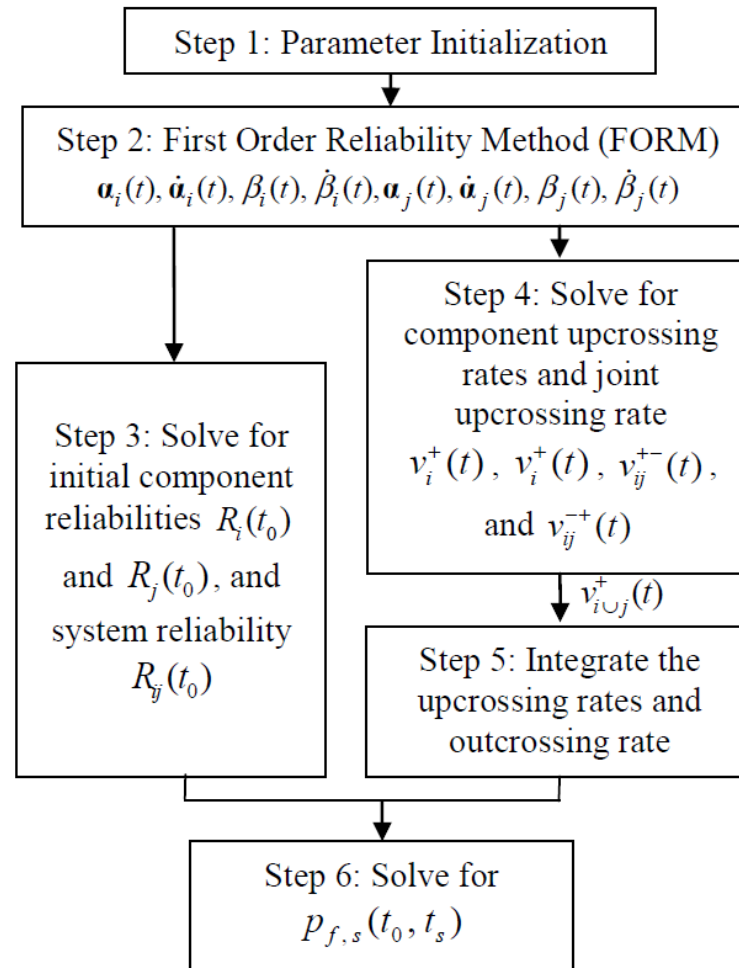 Step 1: Parameter Initialization
Step 2: First Order Reliability Method (FORM)
𝛂ᵢ(t), 𝛂̇ᵢ(t), βᵢ(t), β̇ᵢ(t), 𝛂ⱼ(t), 𝛂̇ⱼ(t), βⱼ(t), β̇ⱼ(t)
Step 3: Solve for
initial component
reliabilities Rᵢ(t₀)
and Rⱼ(t₀), and
system reliability
Rᵢⱼ(t₀)
Step 4: Solve for
component upcrossing
rates and joint
upcrossing rate
vᵢ⁺(t), vᵢ⁺(t), vᵢⱼ⁺⁻(t),
and vᵢⱼ⁻⁺(t)
v⁺_{i∪j}(t)
Step 5: Integrate the
upcrossing rates and
outcrossing rate
Step 6: Solve for
p_{f,s}(t₀, tₛ)